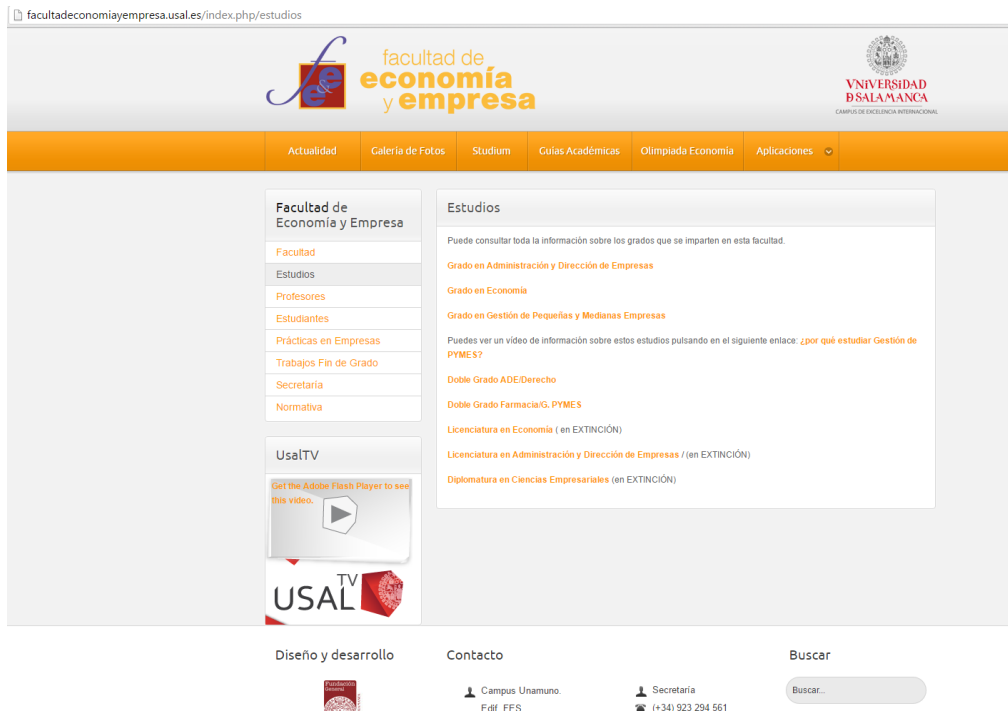 facultadeconomiayempresa.usal.es/index.php/estudios
facultad de
economía
y empresa
VNiVERSiDAD
D SALAMANCA
CAMPUS DE EXCELENCIA INTERNACIONAL
Actualidad
Galería de Fotos
Studium
Guías Académicas
Olimpiada Economía
Aplicaciones
Facultad de
Economía y Empresa
Facultad
Estudios
Profesores
Estudiantes
Prácticas en Empresas
Trabajos Fin de Grado
Secretaría
Normativa
Estudios
Puede consultar toda la información sobre los grados que se imparten en esta facultad.
Grado en Administración y Dirección de Empresas
Grado en Economía
Grado en Gestión de Pequeñas y Medianas Empresas
Puedes ver un vídeo de información sobre estos estudios pulsando en el siguiente enlace: ¿por qué estudiar Gestión de
PYMES?
Doble Grado ADE/Derecho
Doble Grado Farmacia/G. PYMES
Licenciatura en Economía ( en EXTINCIÓN)
Licenciatura en Administración y Dirección de Empresas / (en EXTINCIÓN)
Diplomatura en Ciencias Empresariales (en EXTINCIÓN)
UsalTV
Get the Adobe Flash Player to see
this video.
USAL TV
Diseño y desarrollo
Fundación
General
Contacto
Campus Unamuno.
Edif. FES
Secretaría
(+34) 923 294 561
Buscar
Buscar...